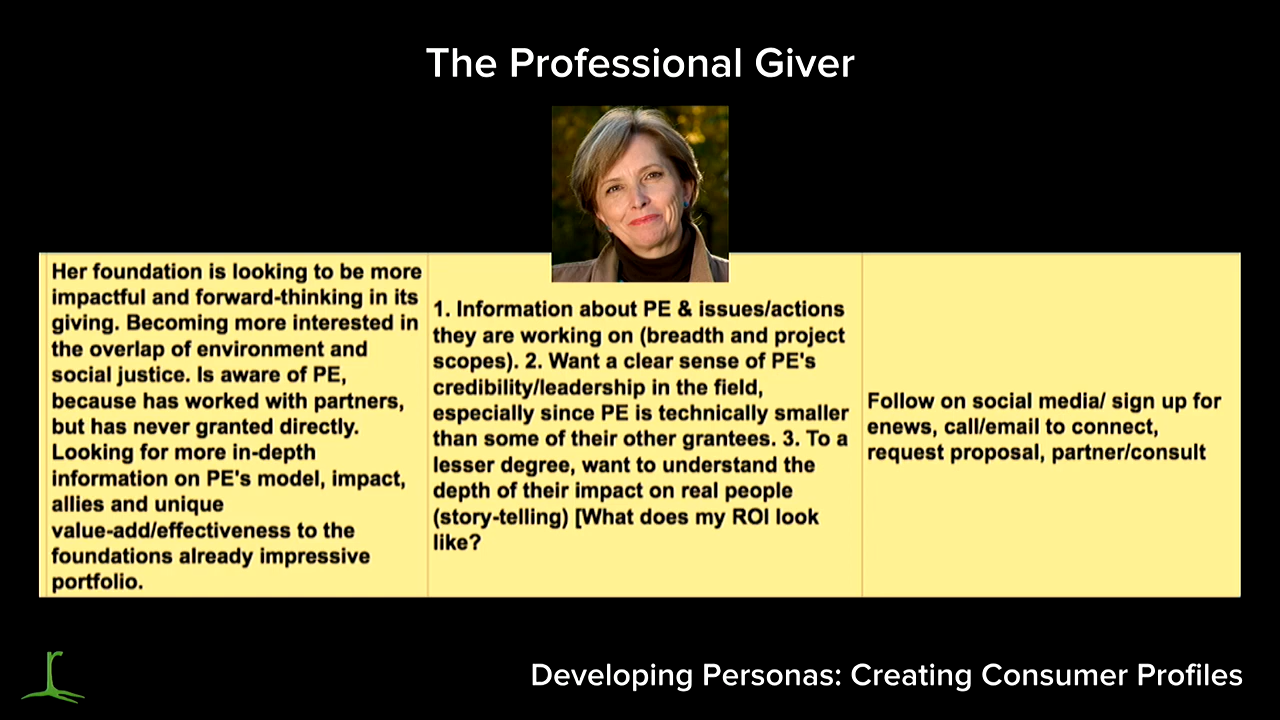 The Professional Giver
Her foundation is looking to be more
impactful and forward-thinking in its
giving. Becoming more interested in
the overlap of environment and
social justice. Is aware of PE,
because has worked with partners,
but has never granted directly.
Looking for more in-depth
information on PE's model, impact,
allies and unique
value-add/effectiveness to the
foundations already impressive
portfolio.
1. Information about PE & issues/actions
they are working on (breadth and project
scopes). 2. Want a clear sense of PE's
credibility/leadership in the field,
especially since PE is technically smaller
than some of their other grantees. 3. To a
lesser degree, want to understand the
depth of their impact on real people
(story-telling) [What does my ROI look
like?
Follow on social media/ sign up for
enews, call/email to connect,
request proposal, partner/consult
Developing Personas: Creating Consumer Profiles